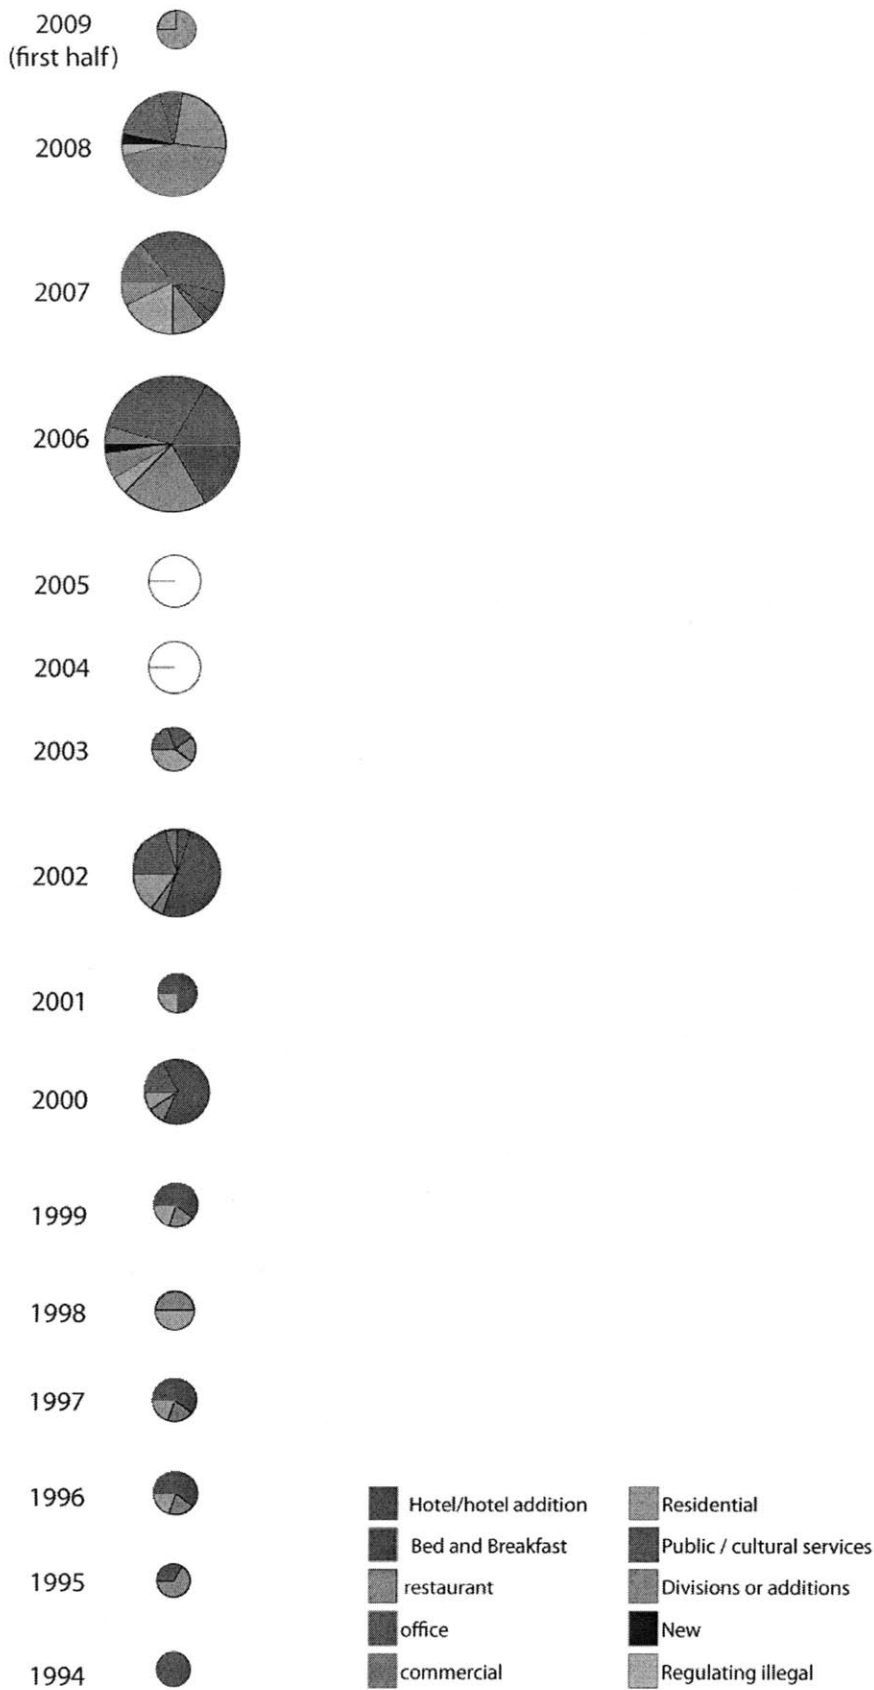 2009
(first half)
2008
2007
2006
2005
2004
2003
2002
2001
2000
1999
1998
1997
1996
1995
1994
Hotel/hotel addition
Bed and Breakfast
restaurant
office
commercial
Residential
Public / cultural services
Divisions or additions
New
Regulating illegal